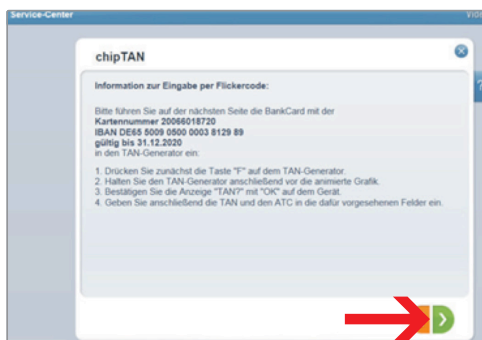 Service-Center
chipTAN
Information zur Eingabe per Flickercode:
Bitte führen Sie auf der nächsten Seite die BankCard mit der
Kartennummer 20066018720
IBAN DE65 5009 0500 0003 8129 89
gültig bis 31.12.2020
in den TAN-Generator ein:
1. Drücken Sie zunächst die Taste "F" auf dem TAN-Generator.
2. Halten Sie den TAN-Generator anschließend vor die animierte Grafik.
3. Bestätigen Sie die Anzeige "TAN?" mit "OK" auf dem Gerät.
4. Geben Sie anschließend die TAN und den ATC in die dafür vorgesehenen Felder ein.